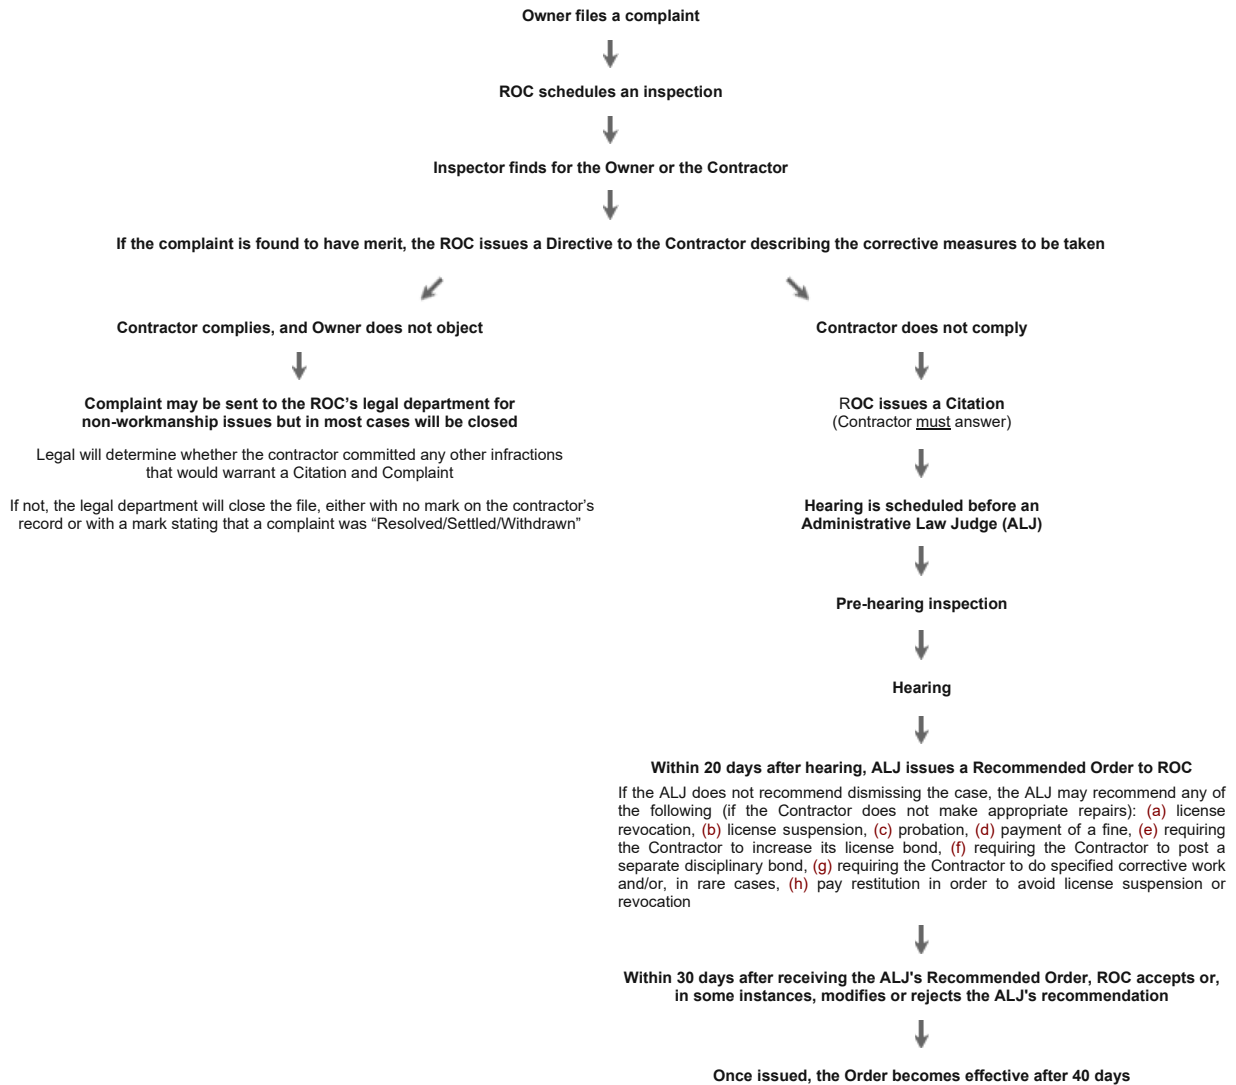 Owner files a complaint
ROC schedules an inspection
Inspector finds for the Owner or the Contractor
If the complaint is found to have merit, the ROC issues a Directive to the Contractor describing the corrective measures to be taken
Contractor complies, and Owner does not object
Complaint may be sent to the ROC's legal department for
non-workmanship issues but in most cases will be closed
Legal will determine whether the contractor committed any other infractions
that would warrant a Citation and Complaint
If not, the legal department will close the file, either with no mark on the contractor's
record or with a mark stating that a complaint was “Resolved/Settled/Withdrawn”
Contractor does not comply
ROC issues a Citation
(Contractor must answer)
Hearing is scheduled before an
Administrative Law Judge (ALJ)
Pre-hearing inspection
Hearing
Within 20 days after hearing, ALJ issues a Recommended Order to ROC
If the ALJ does not recommend dismissing the case, the ALJ may recommend any of
the following (if the Contractor does not make appropriate repairs): (a) license
revocation, (b) license suspension, (c) probation, (d) payment of a fine, (e) requiring
the Contractor to increase its license bond, (f) requiring the Contractor to post a
separate disciplinary bond, (g) requiring the Contractor to do specified corrective work
and/or, in rare cases, (h) pay restitution in order to avoid license suspension or
revocation
Within 30 days after receiving the ALJ's Recommended Order, ROC accepts or,
in some instances, modifies or rejects the ALJ's recommendation
Once issued, the Order becomes effective after 40 days